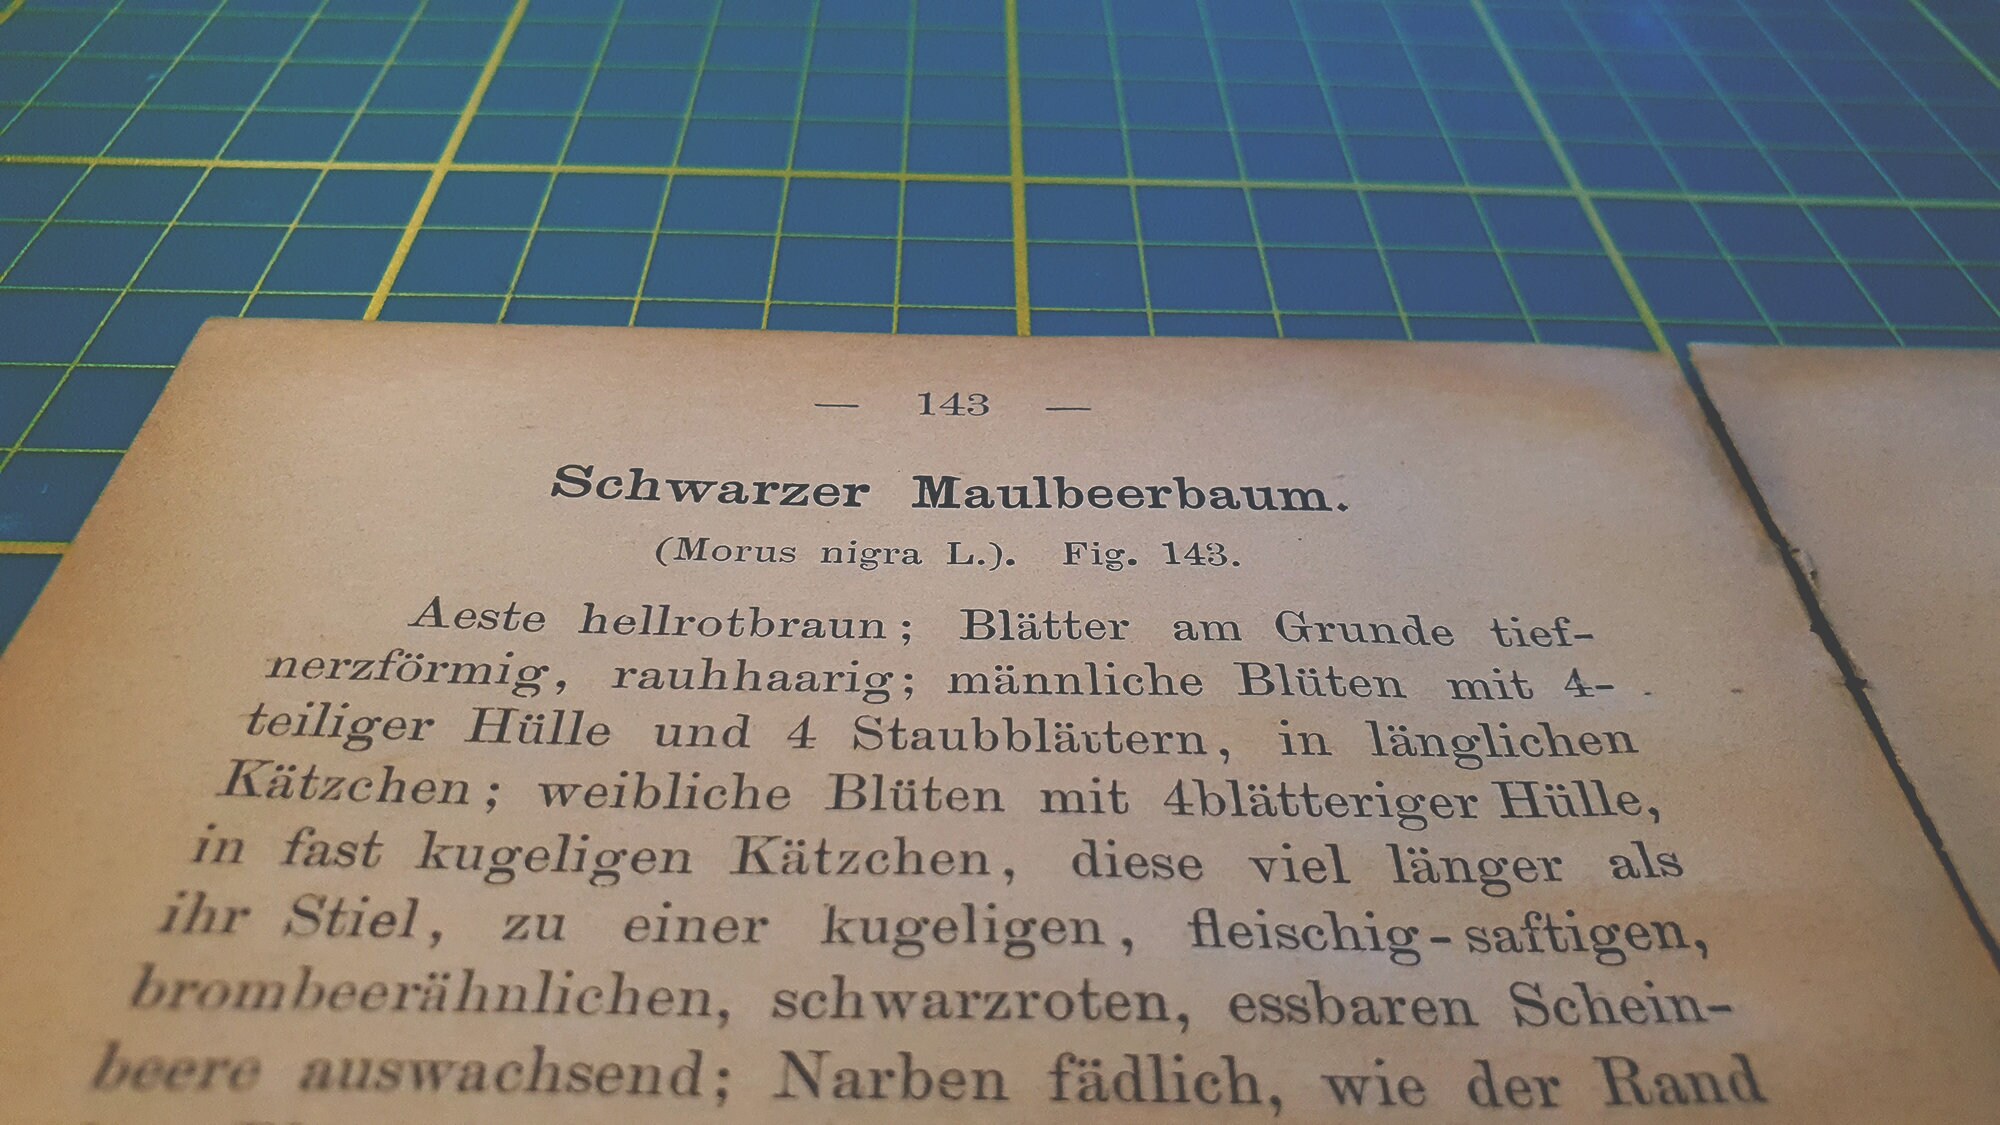 — 143 —
Schwarzer Maulbeerbaum.
(Morus nigra L.). Fig. 143.
Aeste hellrotbraun; Blätter am Grunde tief-
nerzförmig, rauhhaarig; männliche Blüten mit 4-
teiliger Hülle und 4 Staubblättern, in länglichen
Kätzchen; weibliche Blüten mit 4blätteriger Hülle,
in fast kugeligen Kätzchen, diese viel länger als
ihr Stiel, zu einer kugeligen, fleischig-saftigen,
brombeerähnlichen, schwarzroten, essbaren Schein-
beere auswachsend; Narben fädlich, wie der Rand